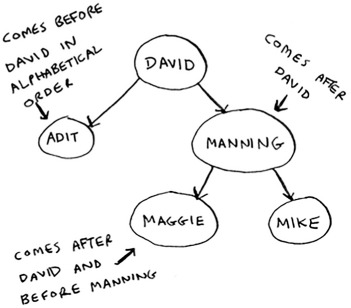 COMES BEFORE
DAVID IN
ALPHABETICAL
ORDER
DAVID
COMES AFTER
DAVID
ADIT
MANNING
MAGGIE
MIKE
COMES AFTER
DAVID AND
BEFORE MANNING